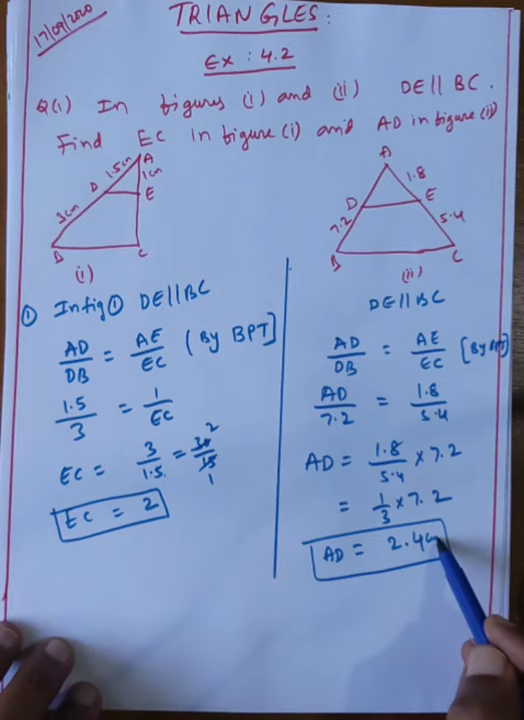 17/09/2020
TRIANGLES:
Ex : 4.2
Q(1) In figures (i) and (ii) DE||BC.
Find EC in figure (i) and AD in figure (ii)
A
1.5cm
1cm
D
E
3cm
B
C
(i)
A
1.8
D
E
7.2
5.4
B
C
(ii)
① In fig ① DE||BC
AD/DB = AE/EC (By BPT]
1.5/3 = 1/EC
EC = 3/1.5 = 30/15 2 1
EC = 2
DE||BC
AD/DB = AE/EC [By BPT]
AD/7.2 = 1.8/5.4
AD = 1.8/5.4 × 7.2
= 1/3 × 7.2
AD = 2.4c